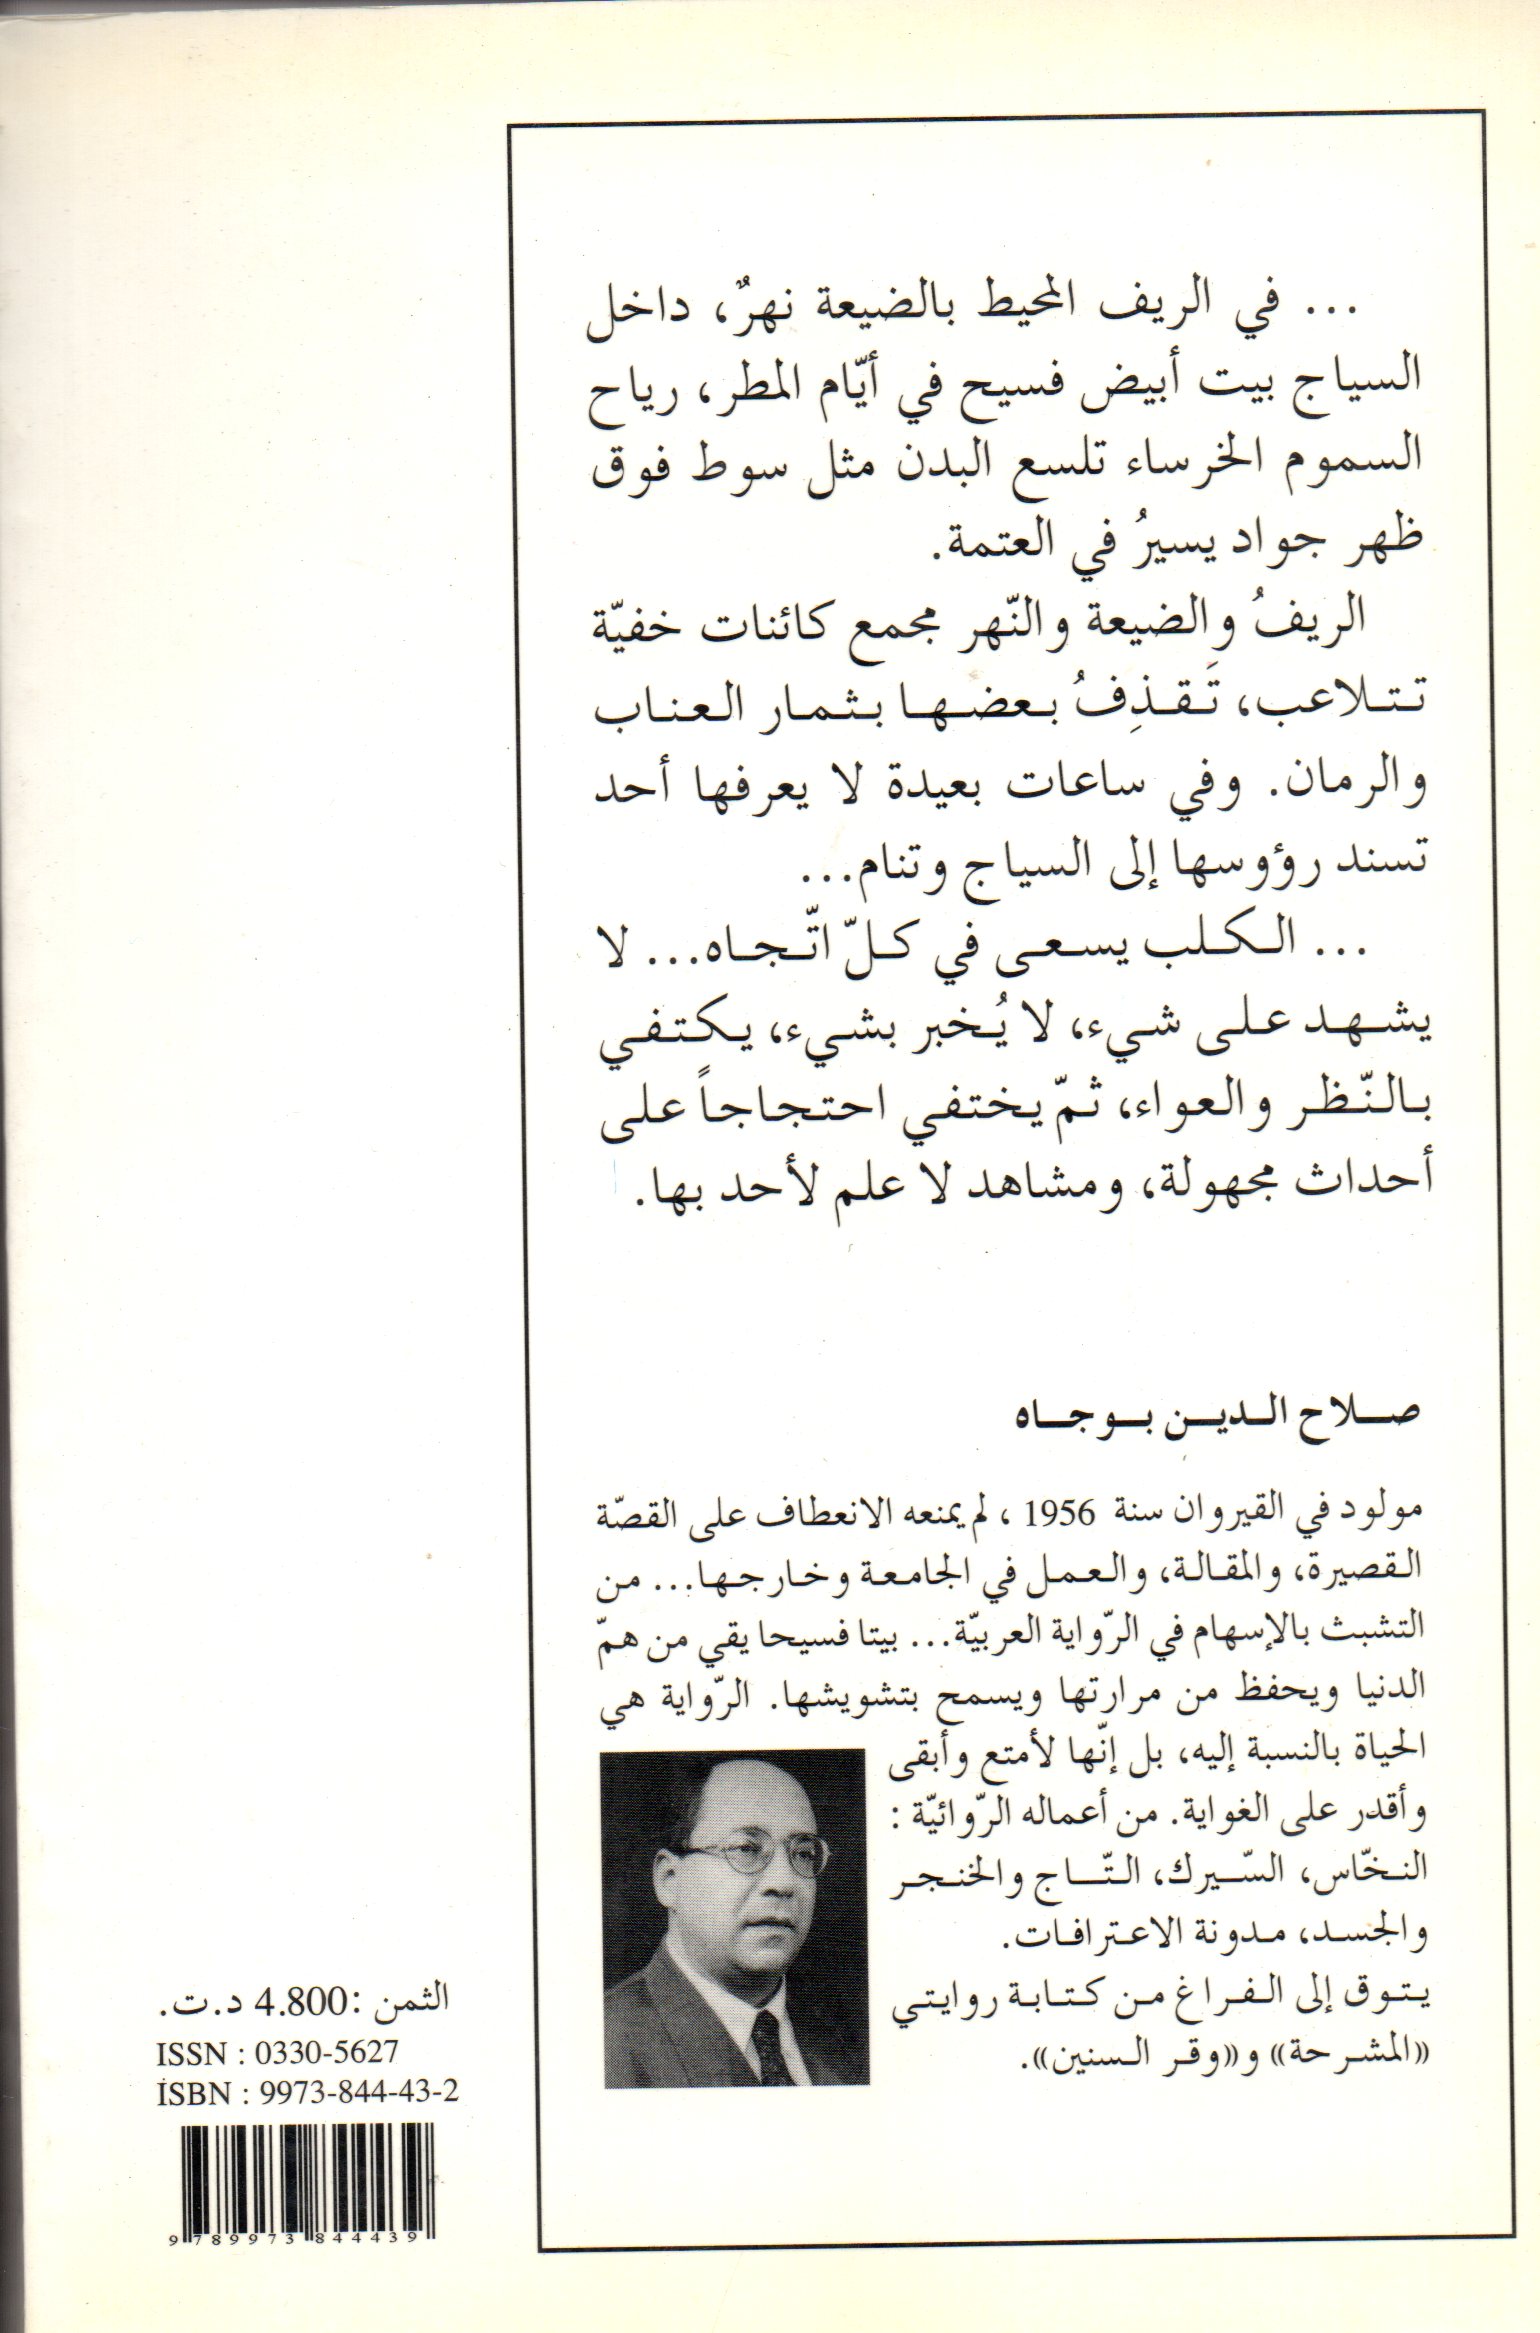 ... في الريف المحيط بالضيعة نهرٌ، داخل
السياج بيت أبيض فسيح في أيّام المطر، رياح
السموم الخرساء تلسع البدن مثل سوط فوق
ظهر جواد يسيرُ في العتمة.
الريفُ والضيعة والنّهر مجمع كائنات خفيّة
تتلاعب، تَقذِفُ بعضها بثمار العناب
والرمان. وفي ساعات بعيدة لا يعرفها أحد
تسند رؤوسها إلى السياج وتنام...
... الكلب يسعى في كلّ اتّجاه... لا
يشهد على شيء، لا يُخبر بشيء، يكتفي
بالنّظر والعواء، ثمّ يختفي احتجاجاً على
أحداث مجهولة، ومشاهد لا علم لأحد بها.
صلاح الدين بوجاه
مولود في القيروان سنة 1956 ، لم يمنعه الانعطاف على القصّة
القصيرة، والمقالة، والعمل في الجامعة وخارجها... من
التشبث بالإسهام في الرّواية العربيّة... بيتا فسيحا يقي من همّ
الدنيا ويحفظ من مرارتها ويسمح بتشويشها. الرّواية هي
الحياة بالنسبة إليه، بل إنّها لأمتع وأبقى
وأقدر على الغواية. من أعماله الرّوائيّة :
النخّاس، السّيرك، التّاج والخنجر
والجسد، مدونة الاعترافات.
يتوق إلى الفراغ من كتابة روايتي
«المشرحة» و«وقر السنين».
الثمن :4.800 د.ت.
ISSN : 0330-5627
ISBN : 9973-844-43-2
9789973844439